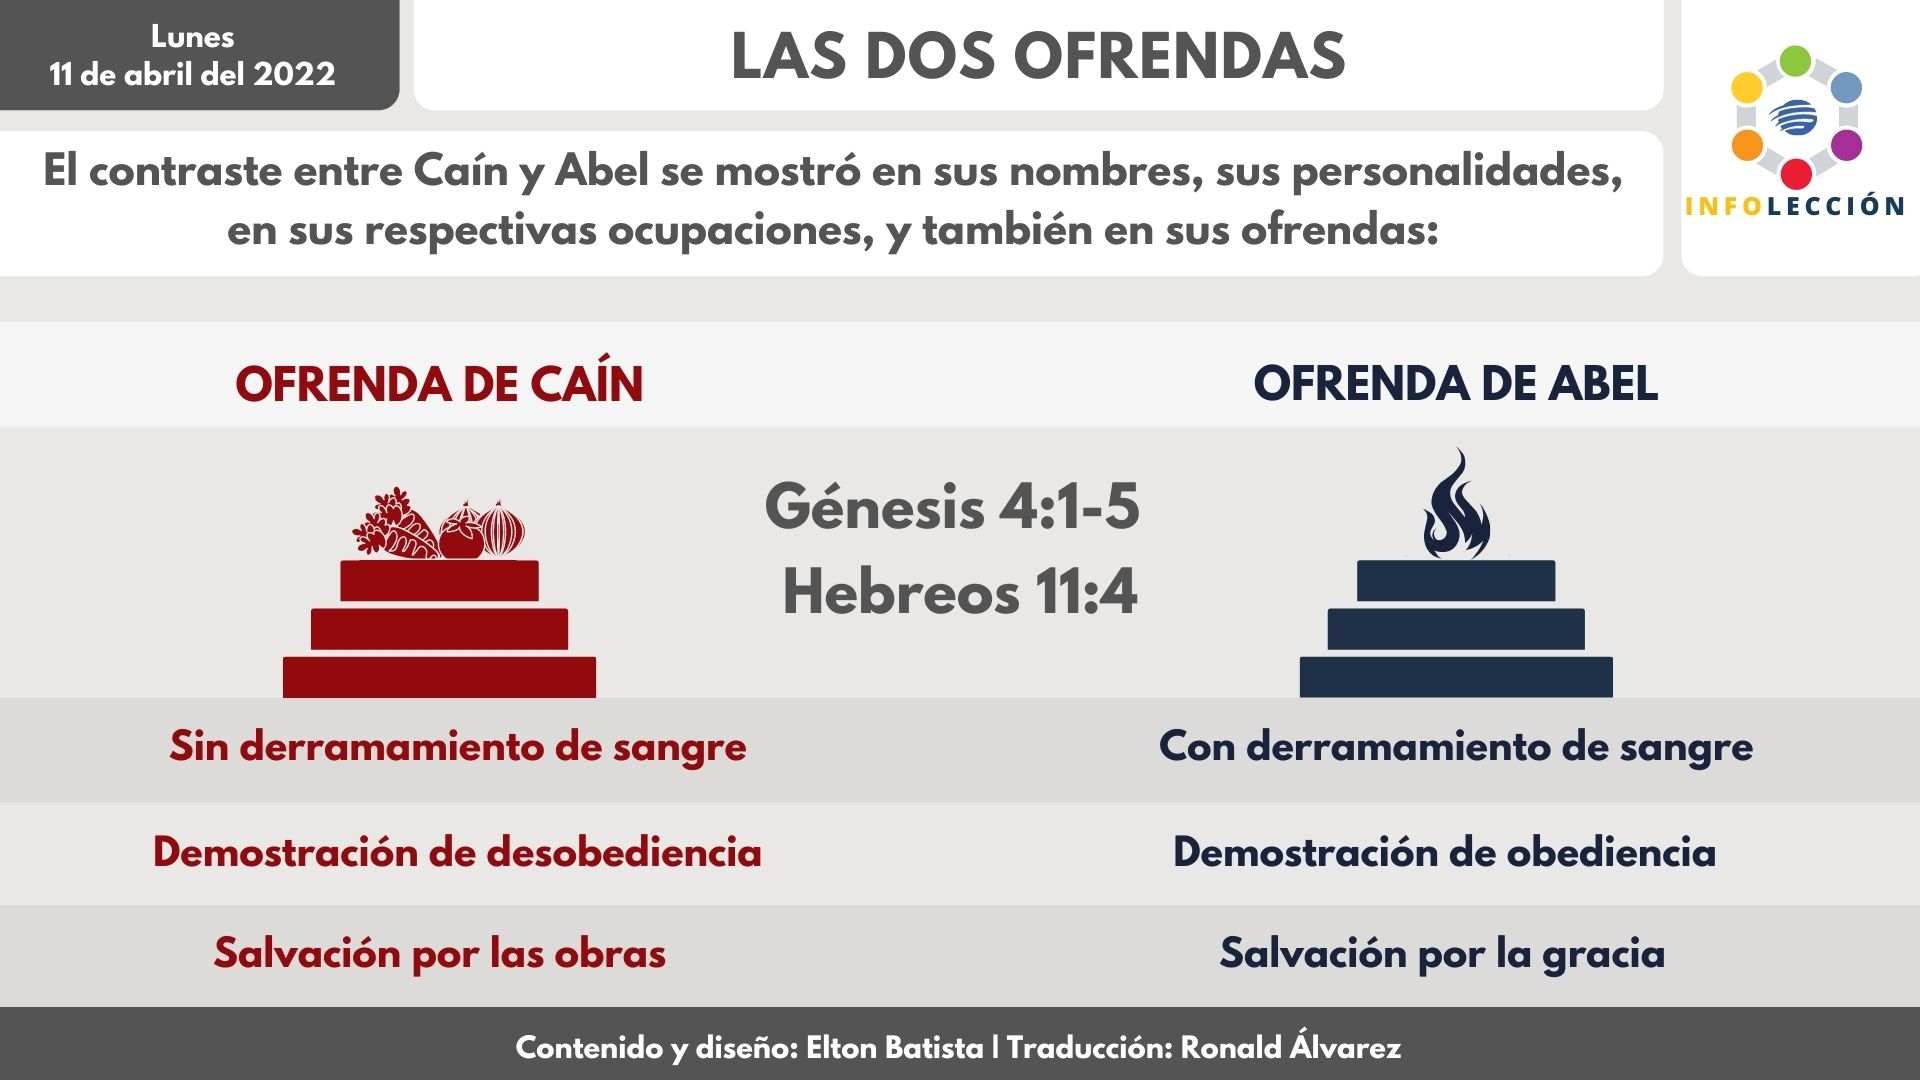 Lunes
11 de abril del 2022
LAS DOS OFRENDAS
El contraste entre Caín y Abel se mostró en sus nombres, sus personalidades,
en sus respectivas ocupaciones, y también en sus ofrendas:
INFOLECCIÓN
OFRENDA DE CAÍN
OFRENDA DE ABEL
Génesis 4:1-5
Hebreos 11:4
Sin derramamiento de sangre
Con derramamiento de sangre
Demostración de desobediencia
Demostración de obediencia
Salvación por las obras
Salvación por la gracia
Contenido y diseño: Elton Batista | Traducción: Ronald Álvarez